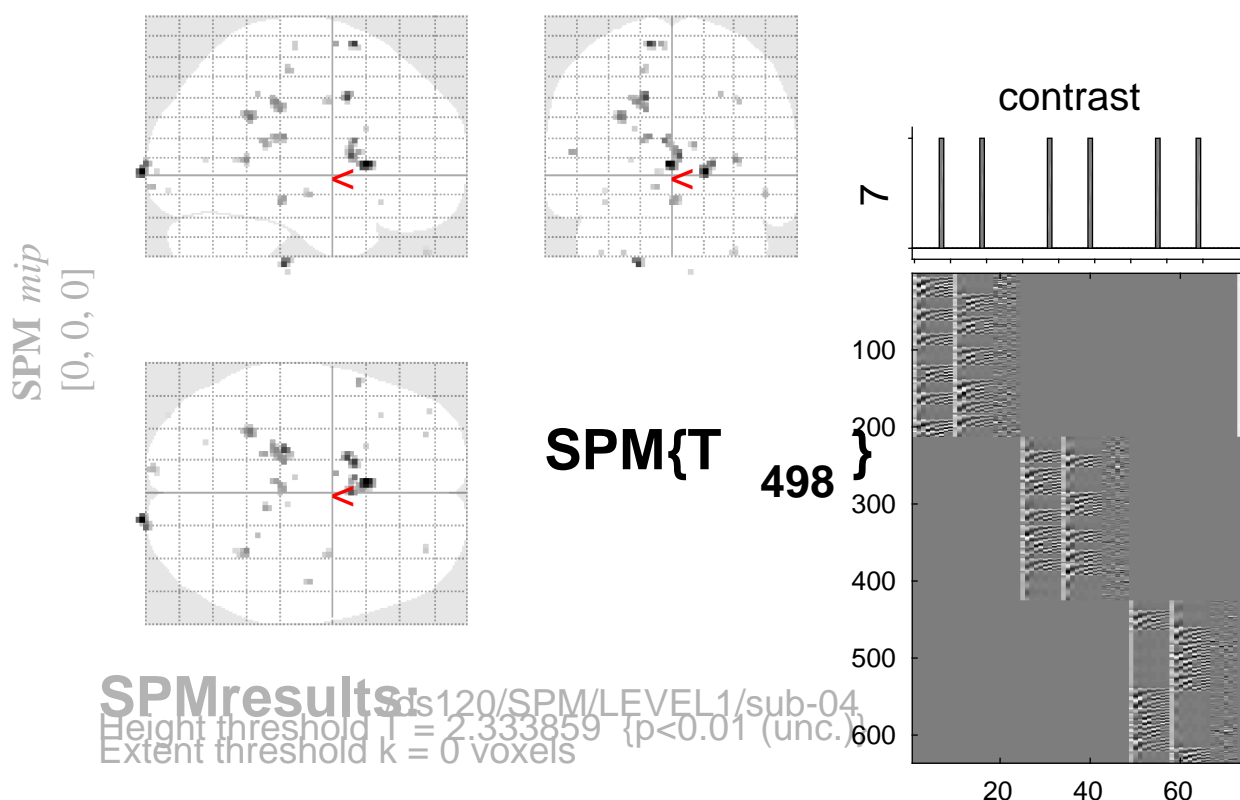 SPM mip
[0, 0, 0]
<
<
<
SPM{T 498 }
contrast
7
100
200
300
400
500
600
20 40 60
SPMresults: /ds120/SPM/LEVEL1/sub-04
Height threshold T = 2.333859 {p<0.01 (unc.)}
Extent threshold k = 0 voxels